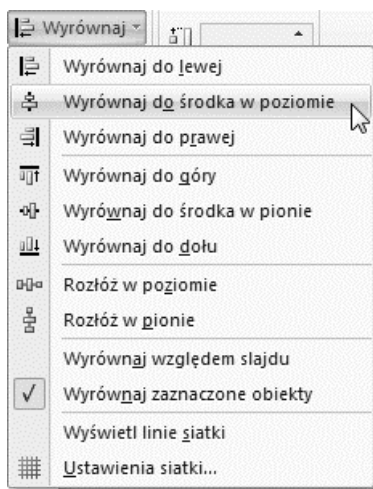 Wyrównaj
Wyrównaj do lewej
Wyrównaj do środka w poziomie
Wyrównaj do prawej
Wyrównaj do góry
Wyrównaj do środka w pionie
Wyrównaj do dołu
Rozłóż w poziomie
Rozłóż w pionie
Wyrównaj względem slajdu
Wyrównaj zaznaczone obiekty
Wyświetl linie siatki
Ustawienia siatki...